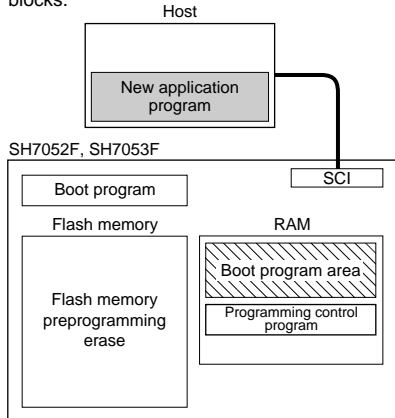 blocks.
Host
New application
program
SH7052F, SH7053F
SCI
Boot program
Flash memory
RAM
Boot program area
Flash memory
preprogramming
erase
Programming control
program